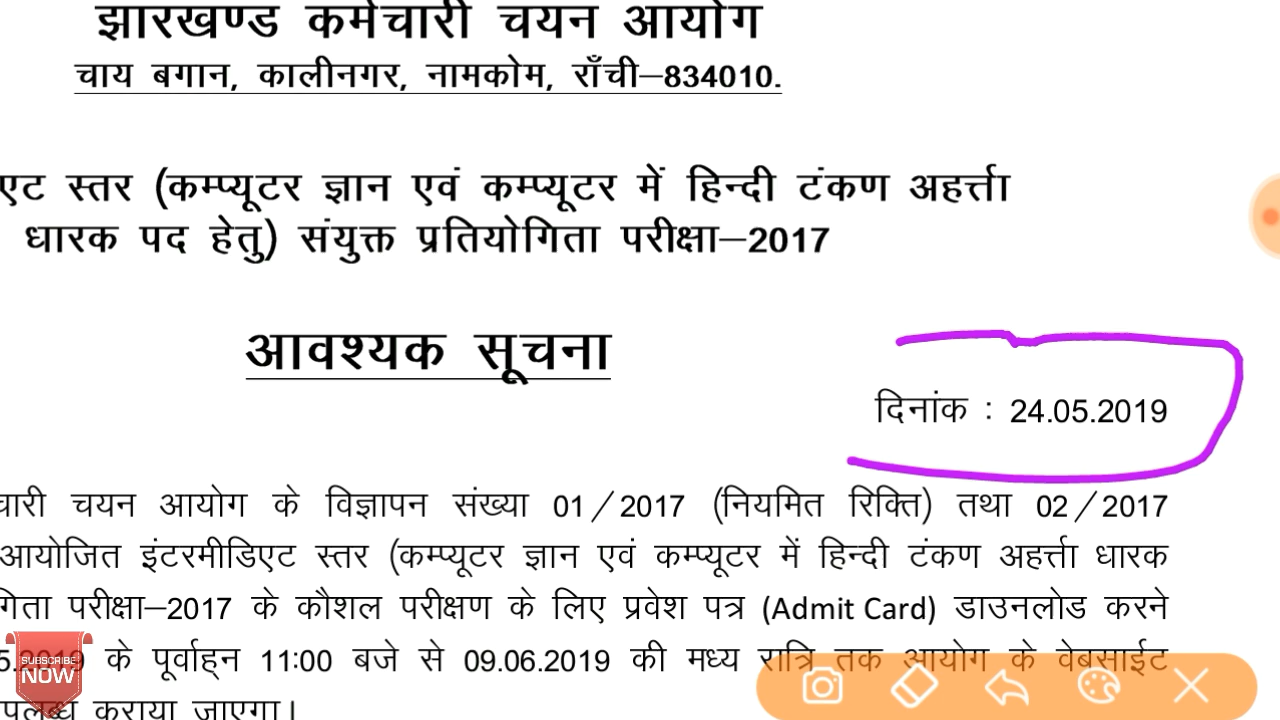 झारखण्ड कर्मचारी चयन आयोग
चाय बगान, कालीनगर, नामकोम, राँची–834010.
एट स्तर (कम्प्यूटर ज्ञान एवं कम्प्यूटर में हिन्दी टंकण अहर्त्ता
धारक पद हेतु) संयुक्त प्रतियोगिता परीक्षा–2017
आवश्यक सूचना
दिनांक : 24.05.2019
चारी चयन आयोग के विज्ञापन संख्या 01/2017 (नियमित रिक्ति) तथा 02/2017
आयोजित इंटरमीडिएट स्तर (कम्प्यूटर ज्ञान एवं कम्प्यूटर में हिन्दी टंकण अहर्त्ता धारक
गिता परीक्षा–2017 के कौशल परीक्षण के लिए प्रवेश पत्र (Admit Card) डाउनलोड करने
5.2019 के पूर्वाह्न 11:00 बजे से 09.06.2019 की मध्य रात्रि तक आयोग के वेबसाईट
पलब्ध कराया जाएगा।
SUBSCRIBE
NOW